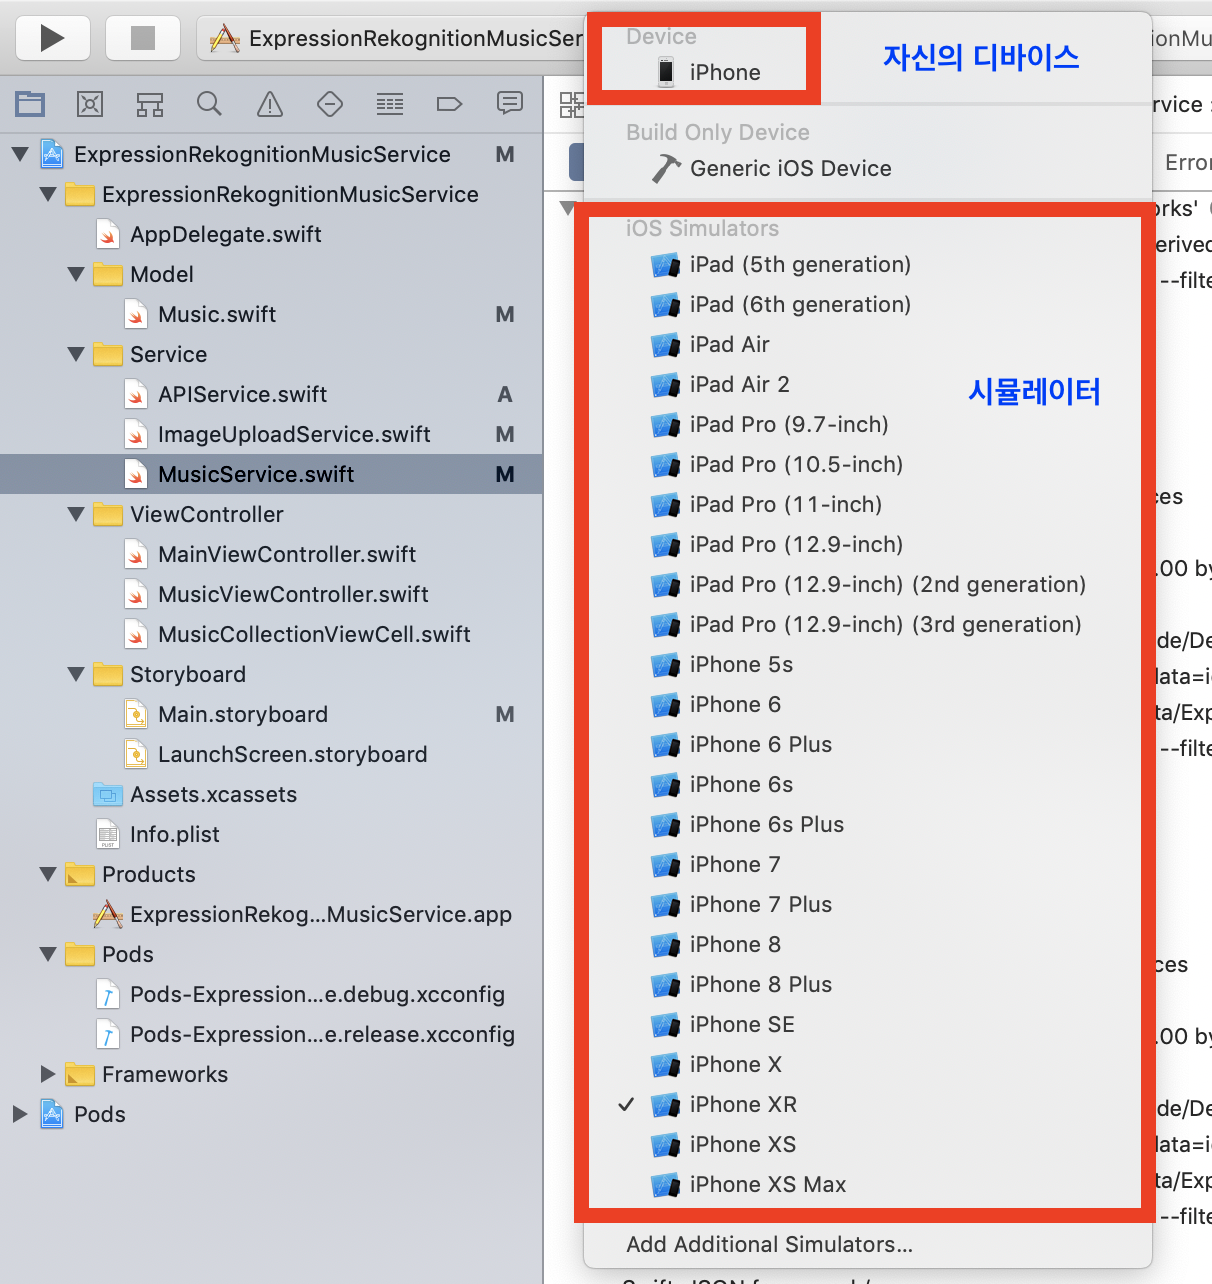 ExpressionRekognitionMusicSer
Device
iPhone
자신의 디바이스
Build Only Device
Generic iOS Device
iOS Simulators
iPad (5th generation)
iPad (6th generation)
iPad Air
iPad Air 2
시뮬레이터
iPad Pro (9.7-inch)
iPad Pro (10.5-inch)
iPad Pro (11-inch)
iPad Pro (12.9-inch)
iPad Pro (12.9-inch) (2nd generation)
iPad Pro (12.9-inch) (3rd generation)
iPhone 5s
iPhone 6
iPhone 6 Plus
iPhone 6s
iPhone 6s Plus
iPhone 7
iPhone 7 Plus
iPhone 8
iPhone 8 Plus
iPhone SE
iPhone X
iPhone XR
iPhone XS
iPhone XS Max
Add Additional Simulators...
ExpressionRekognitionMusicService M
ExpressionRekognitionMusicService
AppDelegate.swift
Model
Music.swift M
Service
APIService.swift A
ImageUploadService.swift M
MusicService.swift M
ViewController
MainViewController.swift
MusicViewController.swift
MusicCollectionViewCell.swift
Storyboard
Main.storyboard M
LaunchScreen.storyboard
Assets.xcassets
Info.plist
Products
ExpressionRekog...MusicService.app
Pods
Pods-Expression...e.debug.xcconfig
Pods-Expression...e.release.xcconfig
Frameworks
Pods
ionMu
rvice
Error
orks'
erived
--filte
ces
.00 by
de/De
data=i
ta/Exp
--filte
ces
.00 by
de/De
data=i
ta/Exp
--filte